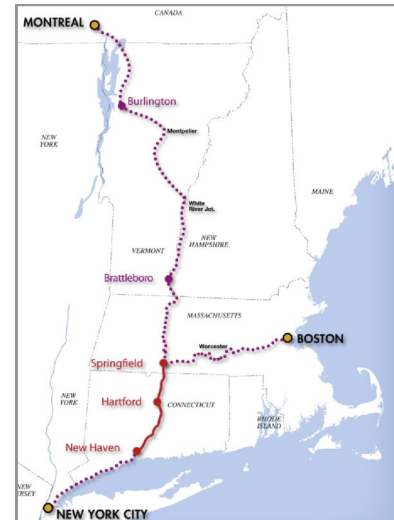 CANADA
MONTREAL
Burlington
Montpelier
NEW
YORK
MAINE
White
River Jct.
NEW
HAMPSHIRE
VERMONT
Brattleboro
MASSACHUSETTS
BOSTON
Worcester
Springfield
NEW
YORK
Hartford
CONNECTICUT
RHODE
ISLAND
New Haven
NEW
JERSEY
NEW YORK CITY